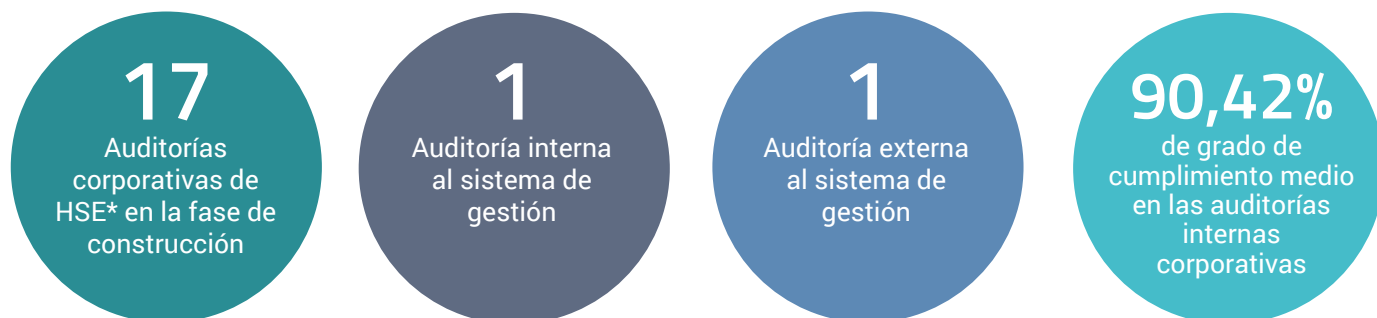 17
Auditorías
corporativas de
HSE* en la fase de
construcción
1
Auditoría interna
al sistema de
gestión
1
Auditoría externa
al sistema de
gestión
90,42%
de grado de
cumplimiento medio
en las auditorías
internas
corporativas